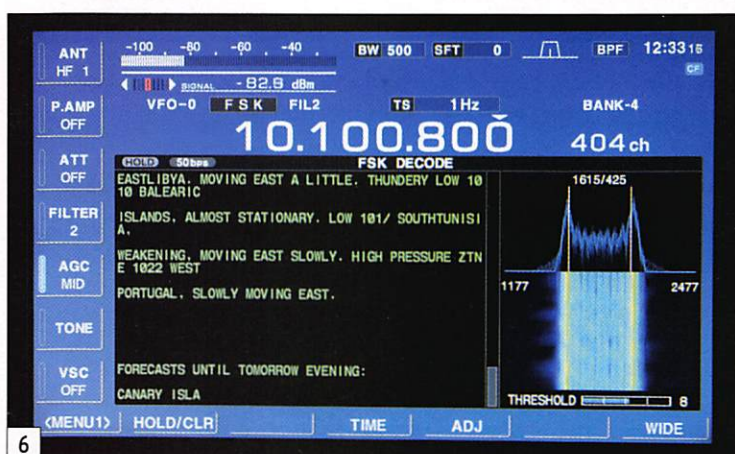 ANT
HF 1
-100 -80 -60 -40
SIGNAL -82.9 dBm
BW 500 SFT 0 BPF 12:33 15
CF
P.AMP
OFF
VFO-0 FSK FIL2 TS 1Hz BANK-4
10.100.800 404 ch
ATT
OFF
HOLD 50bps FSK DECODE
EASTLIBYA. MOVING EAST A LITTLE. THUNDERY LOW 10
10 BALEARIC
ISLANDS, ALMOST STATIONARY. LOW 101/ SOUTHTUNISI
A,
WEAKENING, MOVING EAST SLOWLY. HIGH PRESSURE ZTN
E 1022 WEST
PORTUGAL, SLOWLY MOVING EAST.
FORECASTS UNTIL TOMORROW EVENING:
CANARY ISLA
FILTER
2
AGC
MID
TONE
VSC
OFF
1615/425
1177 2477
THRESHOLD 8
<MENU1> HOLD/CLR TIME ADJ WIDE
6